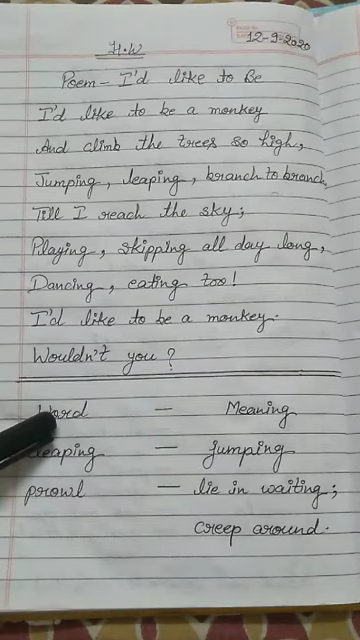 H.W
12-9-2020
Poem - I'd like to Be
I'd like to be a monkey
And climb the trees so high,
Jumping, leaping, branch to branch,
Till I reach the sky;
Playing, skipping all day long,
Dancing, eating too!
I'd like to be a monkey.
Wouldn't you?
Word — Meaning
leaping — jumping
prowl — lie in waiting;
creep around.